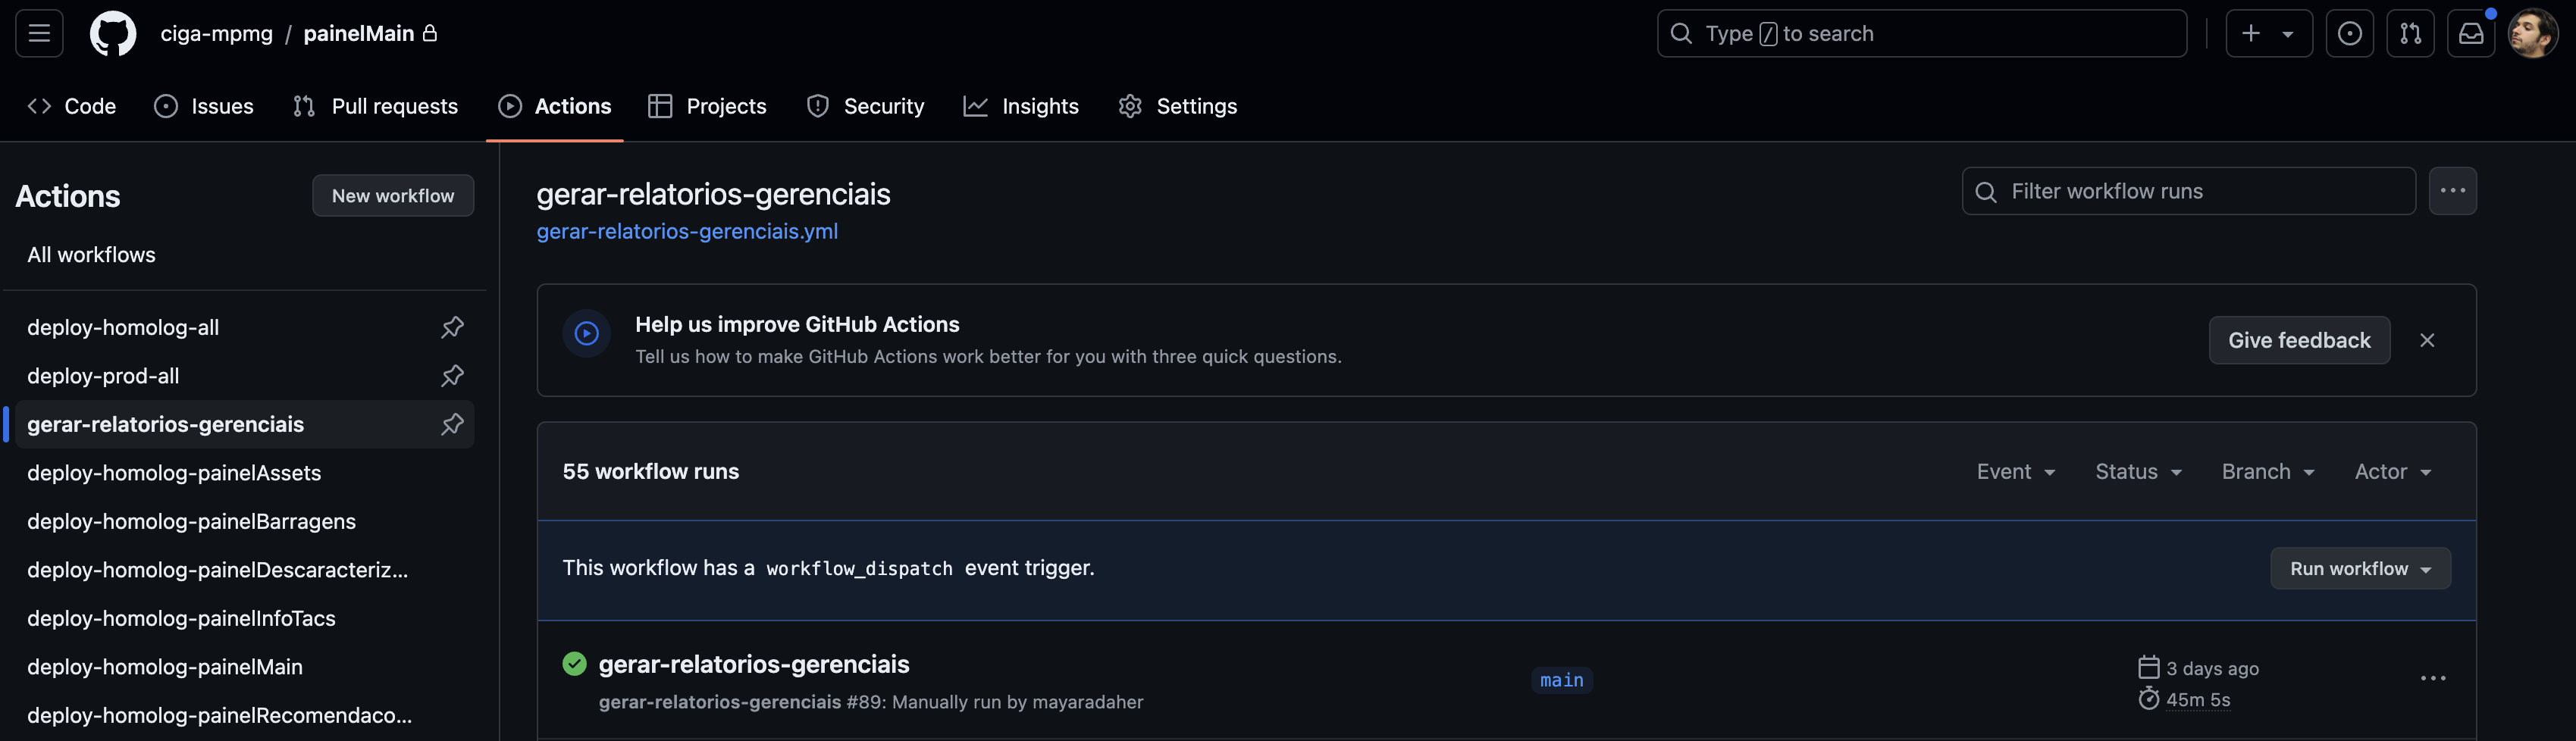 ciga-mpmg / painelMain
Type / to search
Code
Issues
Pull requests
Actions
Projects
Security
Insights
Settings
Actions
New workflow
All workflows
deploy-homolog-all
deploy-prod-all
gerar-relatorios-gerenciais
deploy-homolog-painelAssets
deploy-homolog-painelBarragens
deploy-homolog-painelDescaracteriz...
deploy-homolog-painelInfoTacs
deploy-homolog-painelMain
deploy-homolog-painelRecomendaco...
gerar-relatorios-gerenciais
gerar-relatorios-gerenciais.yml
Filter workflow runs
Help us improve GitHub Actions
Tell us how to make GitHub Actions work better for you with three quick questions.
Give feedback
55 workflow runs
Event
Status
Branch
Actor
This workflow has a workflow_dispatch event trigger.
Run workflow
gerar-relatorios-gerenciais
gerar-relatorios-gerenciais #89: Manually run by mayaradaher
main
3 days ago
45m 5s